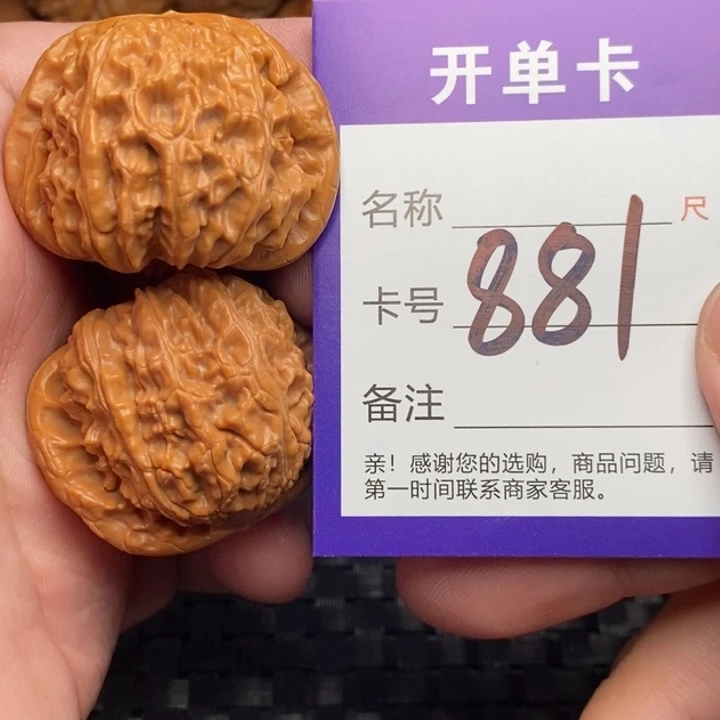 开单卡
名称
尺
卡号 881
备注
亲！感谢您的选购，商品问题，请
第一时间联系商家客服。